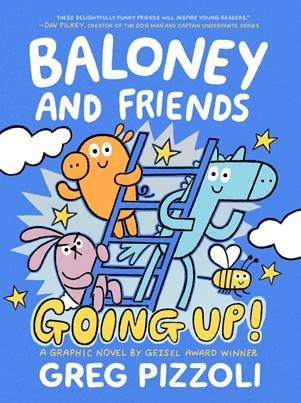 "THESE DELIGHTFULLY FUNNY FRIENDS WILL INSPIRE YOUNG READERS."
—DAV PILKEY, CREATOR OF THE DOG MAN AND CAPTAIN UNDERPANTS SERIES
BALONEY
AND FRIENDS
GOING UP!
A GRAPHIC NOVEL BY GEISEL AWARD WINNER
GREG PIZZOLI